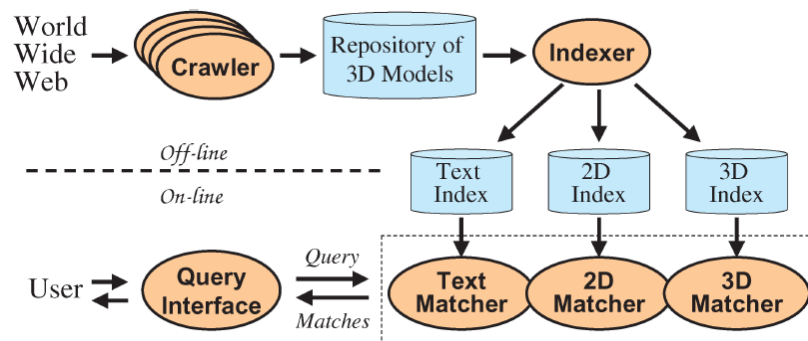 World
Wide
Web
Crawler
Repository of
3D Models
Indexer
Off-line
On-line
Text
Index
2D
Index
3D
Index
User
Query
Interface
Query
Matches
Text
Matcher
2D
Matcher
3D
Matcher